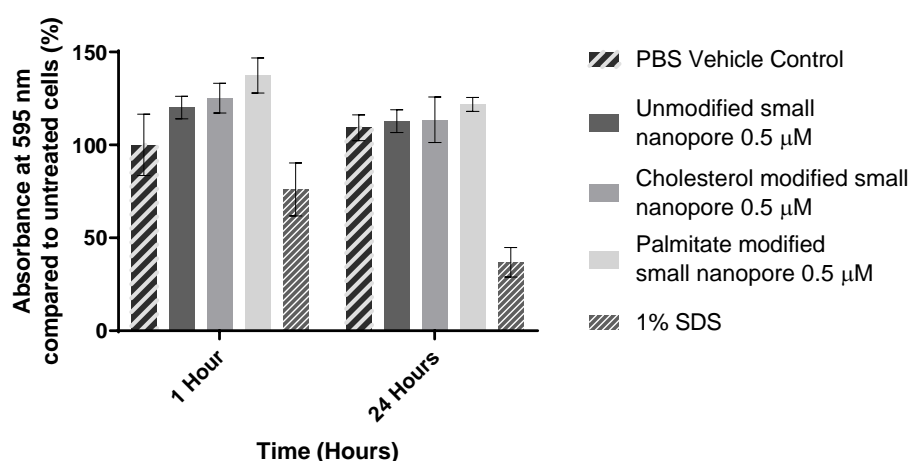 Absorbance at 595 nm
compared to untreated cells (%)
150
100
50
0
1 Hour
24 Hours
Time (Hours)
PBS Vehicle Control
Unmodified small
nanopore 0.5 μM
Cholesterol modified small
nanopore 0.5 μM
Palmitate modified
small nanopore 0.5 μM
1% SDS